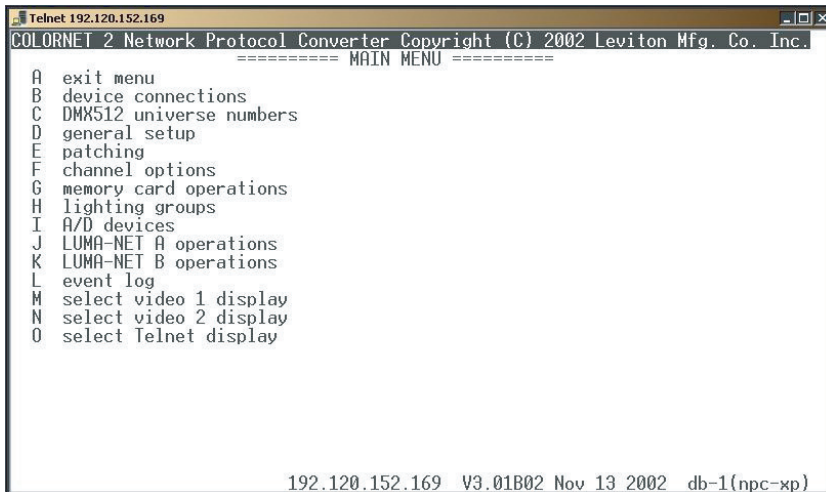 Telnet 192.120.152.169
COLORNET 2 Network Protocol Converter Copyright (C) 2002 Leviton Mfg. Co. Inc.
========== MAIN MENU ==========
A exit menu
B device connections
C DMX512 universe numbers
D general setup
E patching
F channel options
G memory card operations
H lighting groups
I A/D devices
J LUMA-NET A operations
K LUMA-NET B operations
L event log
M select video 1 display
N select video 2 display
O select Telnet display
192.120.152.169 V3.01B02 Nov 13 2002 db-1(npc-xp)